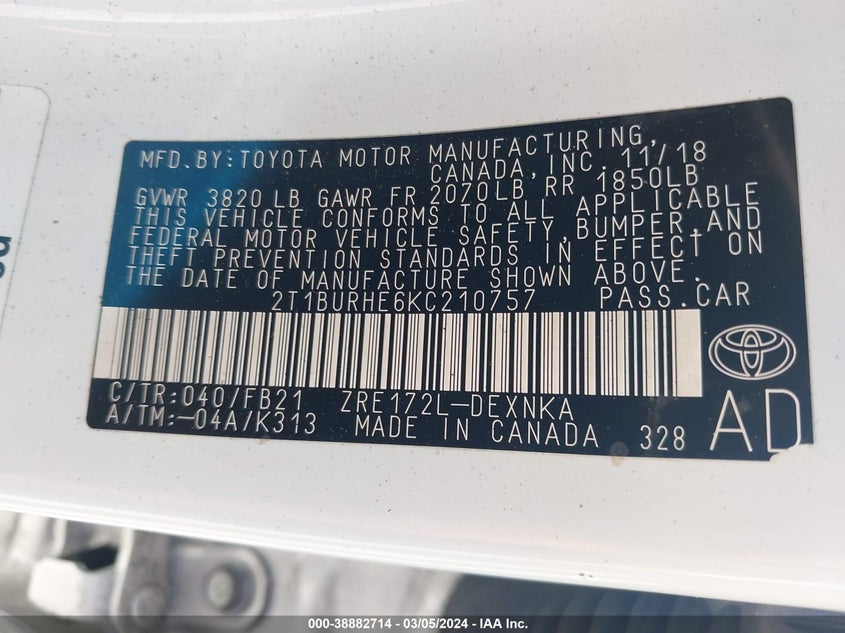 MFD.BY:TOYOTA MOTOR MANUFACTURING,
CANADA,INC. 11/18
GVWR 3820 LB GAWR FR 2070LB RR 1850LB
THIS VEHICLE CONFORMS TO ALL APPLICABLE
FEDERAL MOTOR VEHICLE SAFETY,BUMPER,AND
THEFT PREVENTION STANDARDS IN EFFECT ON
THE DATE OF MANUFACTURE SHOWN ABOVE.
2T1BURHE6KC210757 PASS.CAR
C/TR:040/FB21 ZRE172L-DEXNKA
A/TM:-04A/K313 MADE IN CANADA 328 AD
000-38882714 - 03/05/2024 - IAA Inc.